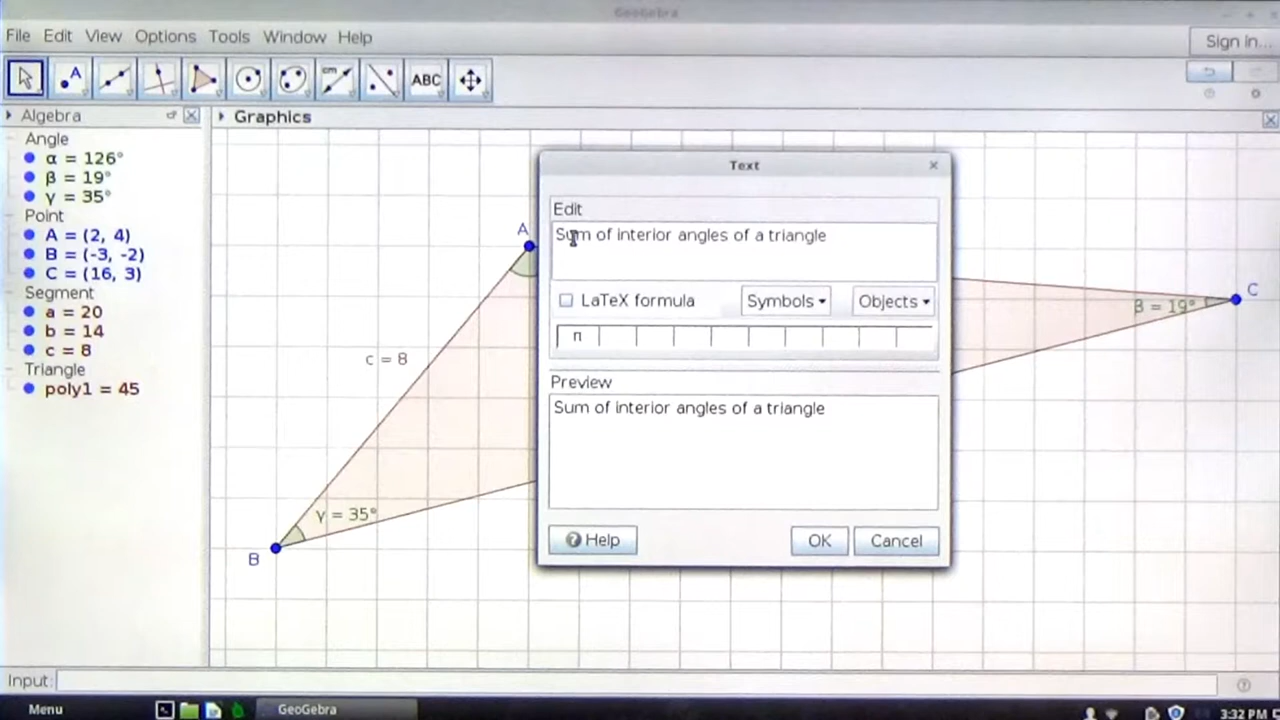 GeoGebra
File Edit View Options Tools Window Help
Sign in...
ABC
cm
A
Algebra
Graphics
Angle
α = 126°
β = 19°
γ = 35°
Point
A = (2, 4)
B = (-3, -2)
C = (16, 3)
Segment
a = 20
b = 14
c = 8
Triangle
poly1 = 45
A
c = 8
γ = 35°
B
β = 19°
C
Text
Edit
Sum of interior angles of a triangle
LaTeX formula
Symbols
Objects
π
Preview
Sum of interior angles of a triangle
Help
OK
Cancel
Input:
Menu
GeoGebra
3:32 PM